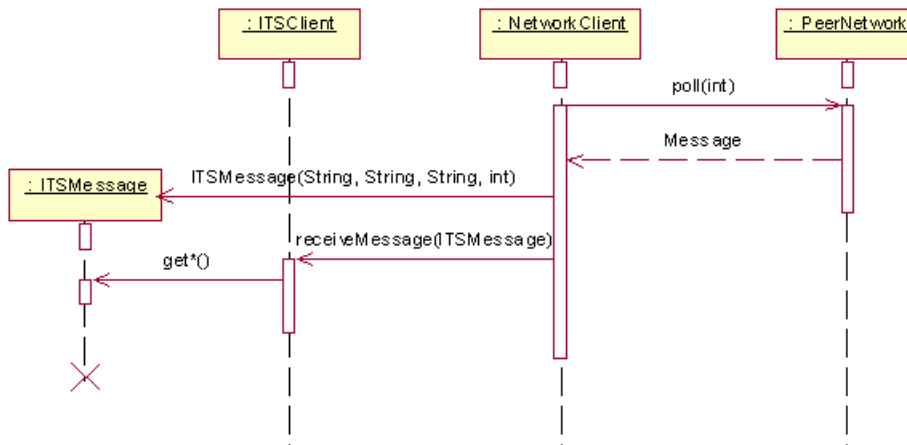 : ITSClient
: NetworkClient
: PeerNetwork
poll(int)
Message
: ITSMessage
ITSMessage(String, String, String, int)
receiveMessage(ITSMessage)
get*()